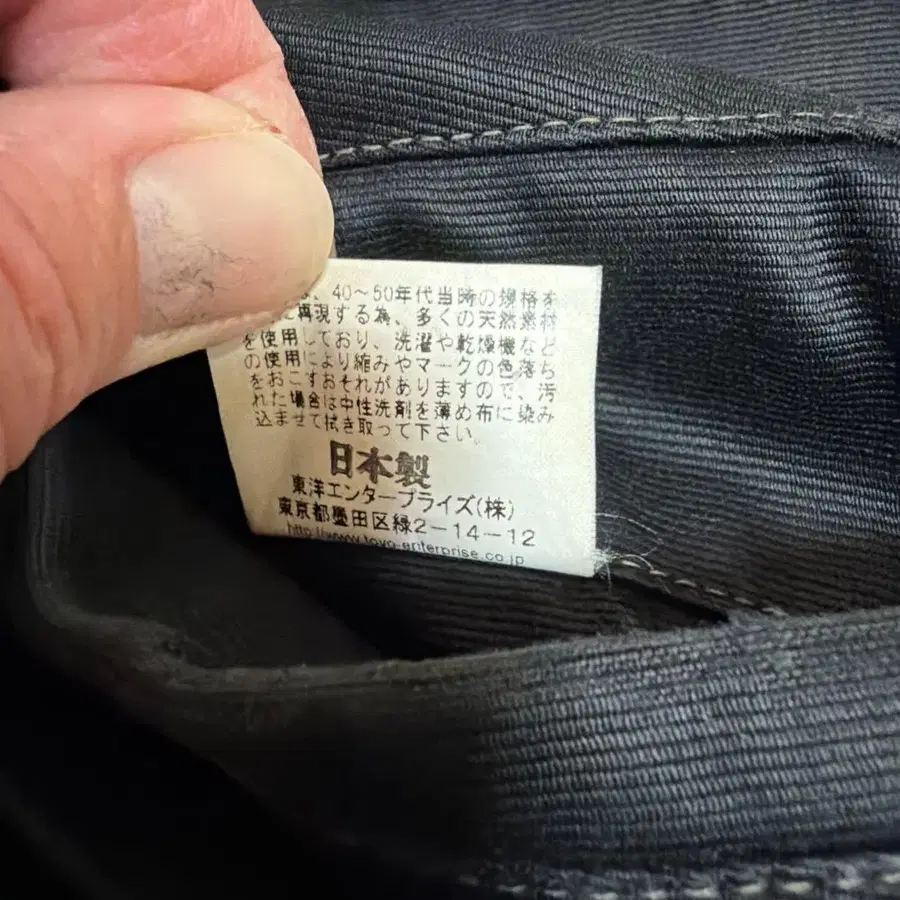 、40〜50年代当時の規格を
に再現する為、多くの天然素材
を使用しており、洗濯や乾燥機など
の使用により縮みやマークの色落ち
をおこすおそれがありますので、汚
れた場合は中性洗剤を薄め布に染み
込ませて拭き取って下さい。
日本製
東洋エンタープライズ(株)
東京都墨田区緑2-14-12
http://www.toyo-enterprise.co.jp